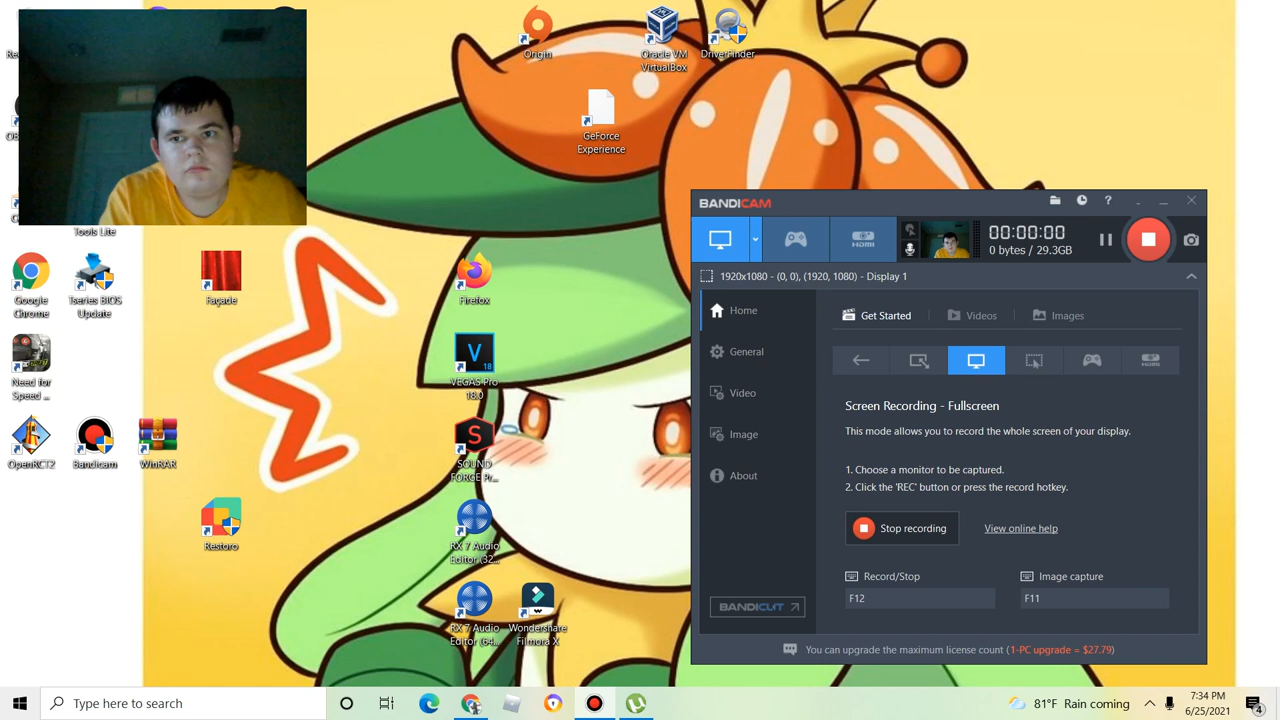 Origin
Oracle VM
VirtualBox
DriverFinder
GeForce
Experience
Tools Lite
Google
Chrome
Tseries BIOS
Update
Façade
Firefox
Need for
Speed ...
VEGAS Pro
18.0
OpenRCT2
Bandicam
WinRAR
SOUND
FORGE Pr...
Restoro
RX 7 Audio
Editor (32...
RX 7 Audio
Editor (64...
Wondershare
Filmora X
BANDICAM
HDMI
00:00:00
0 bytes / 29.3GB
1920x1080 - (0, 0), (1920, 1080) - Display 1
Home
General
Video
Image
About
Get Started
Videos
Images
HDMI
Screen Recording - Fullscreen
This mode allows you to record the whole screen of your display.
1. Choose a monitor to be captured.
2. Click the 'REC' button or press the record hotkey.
Stop recording
View online help
Record/Stop
F12
Image capture
F11
BANDICUT
You can upgrade the maximum license count (1-PC upgrade = $27.79)
Type here to search
81°F Rain coming
7:34 PM
6/25/2021
4